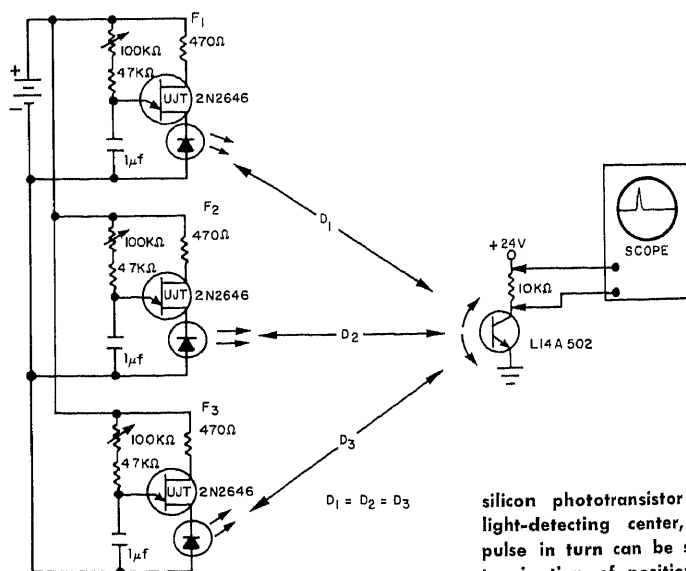 F1
470Ω
100KΩ
47KΩ
UJT
2N2646
1μf
+
−
D1
F2
470Ω
100KΩ
47KΩ
UJT
2N2646
1μf
D2
F3
470Ω
100KΩ
47KΩ
UJT
2N2646
1μf
D3
D1 = D2 = D3
+24V
10KΩ
L14A 502
SCOPE
silicon phototransistor
light-detecting center,
pulse in turn can be